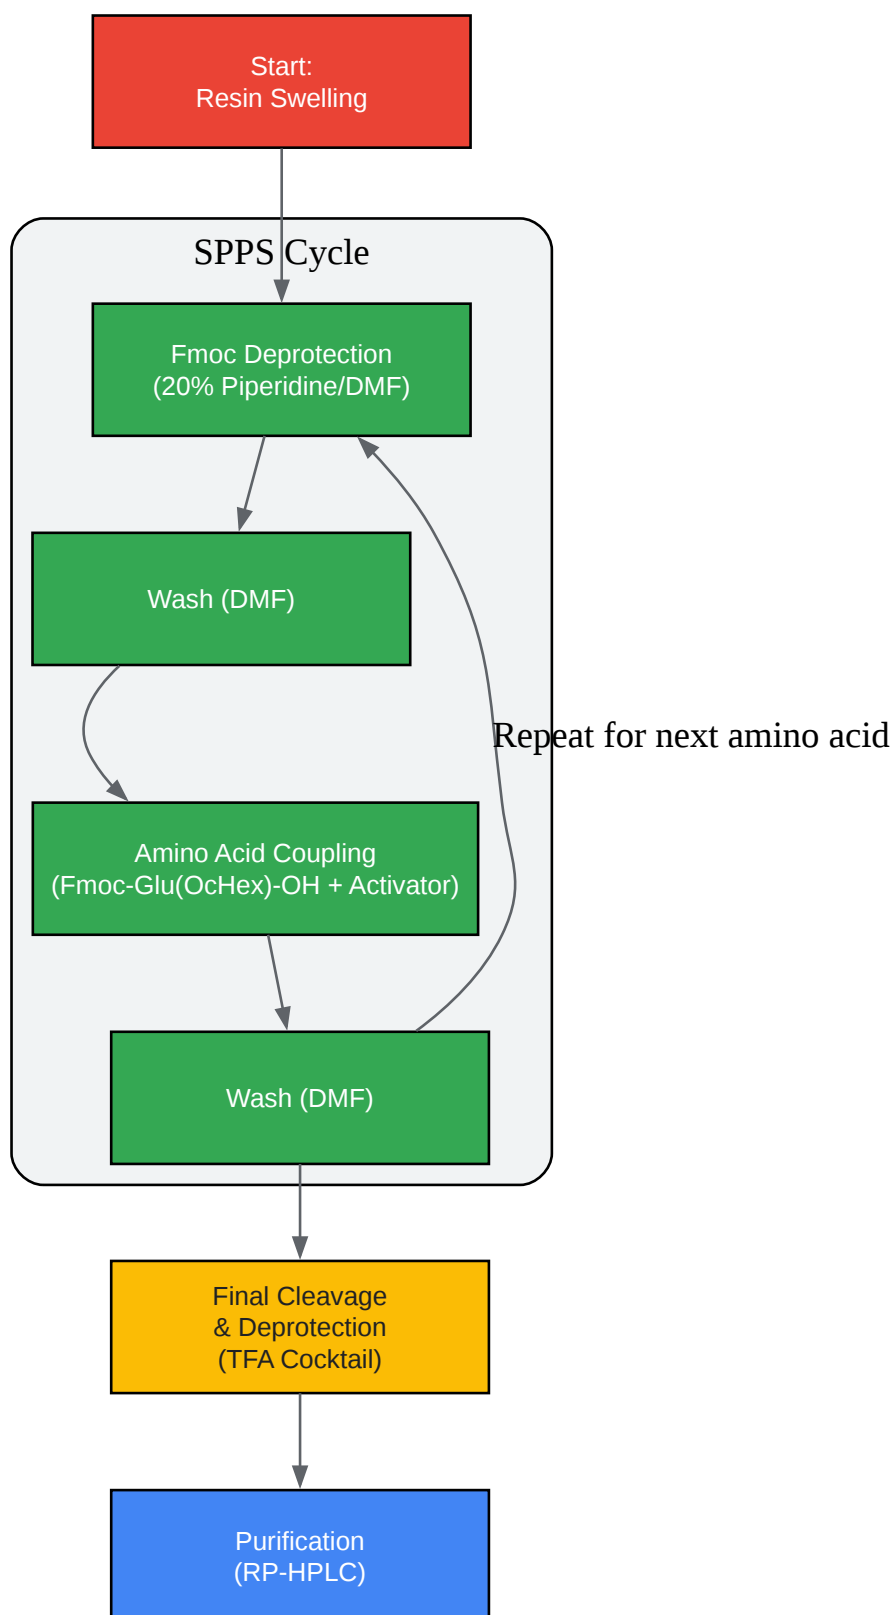 Start:
Resin Swelling
SPPS Cycle
Fmoc Deprotection
(20% Piperidine/DMF)
Wash (DMF)
Repeat for next amino acid
Amino Acid Coupling
(Fmoc-Glu(OcHex)-OH + Activator)
Wash (DMF)
Final Cleavage
& Deprotection
(TFA Cocktail)
Purification
(RP-HPLC)